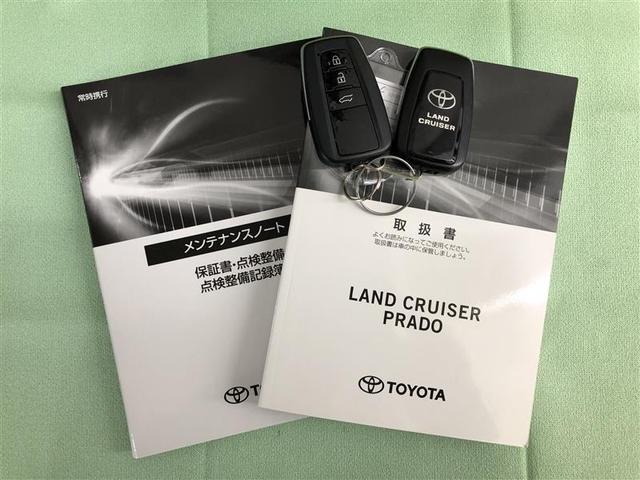 常時携行
メンテナンスノート
保証書・点検整備
点検整備記録簿
TO
LAND
CRUISER
取扱書
よくお読みになってご使用ください。
取扱書は車の中に保管しましょう。
LAND CRUISER
PRADO
TOYOTA